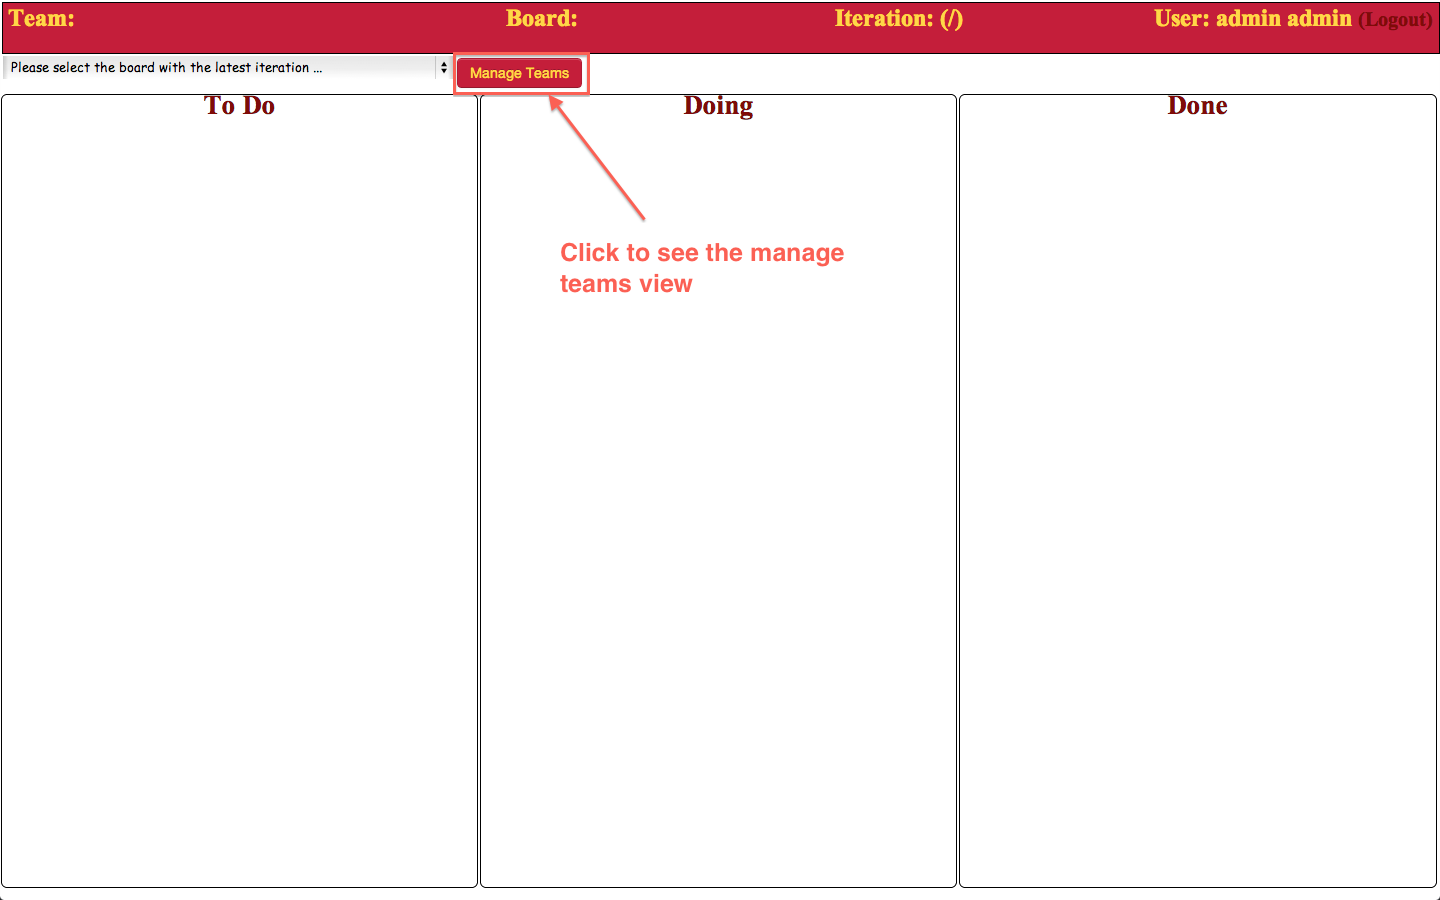 Team: Board: Iteration: (/) User: admin admin (Logout)
Please select the board with the latest iteration ... Manage Teams
To Do Doing Done
Click to see the manage
teams view